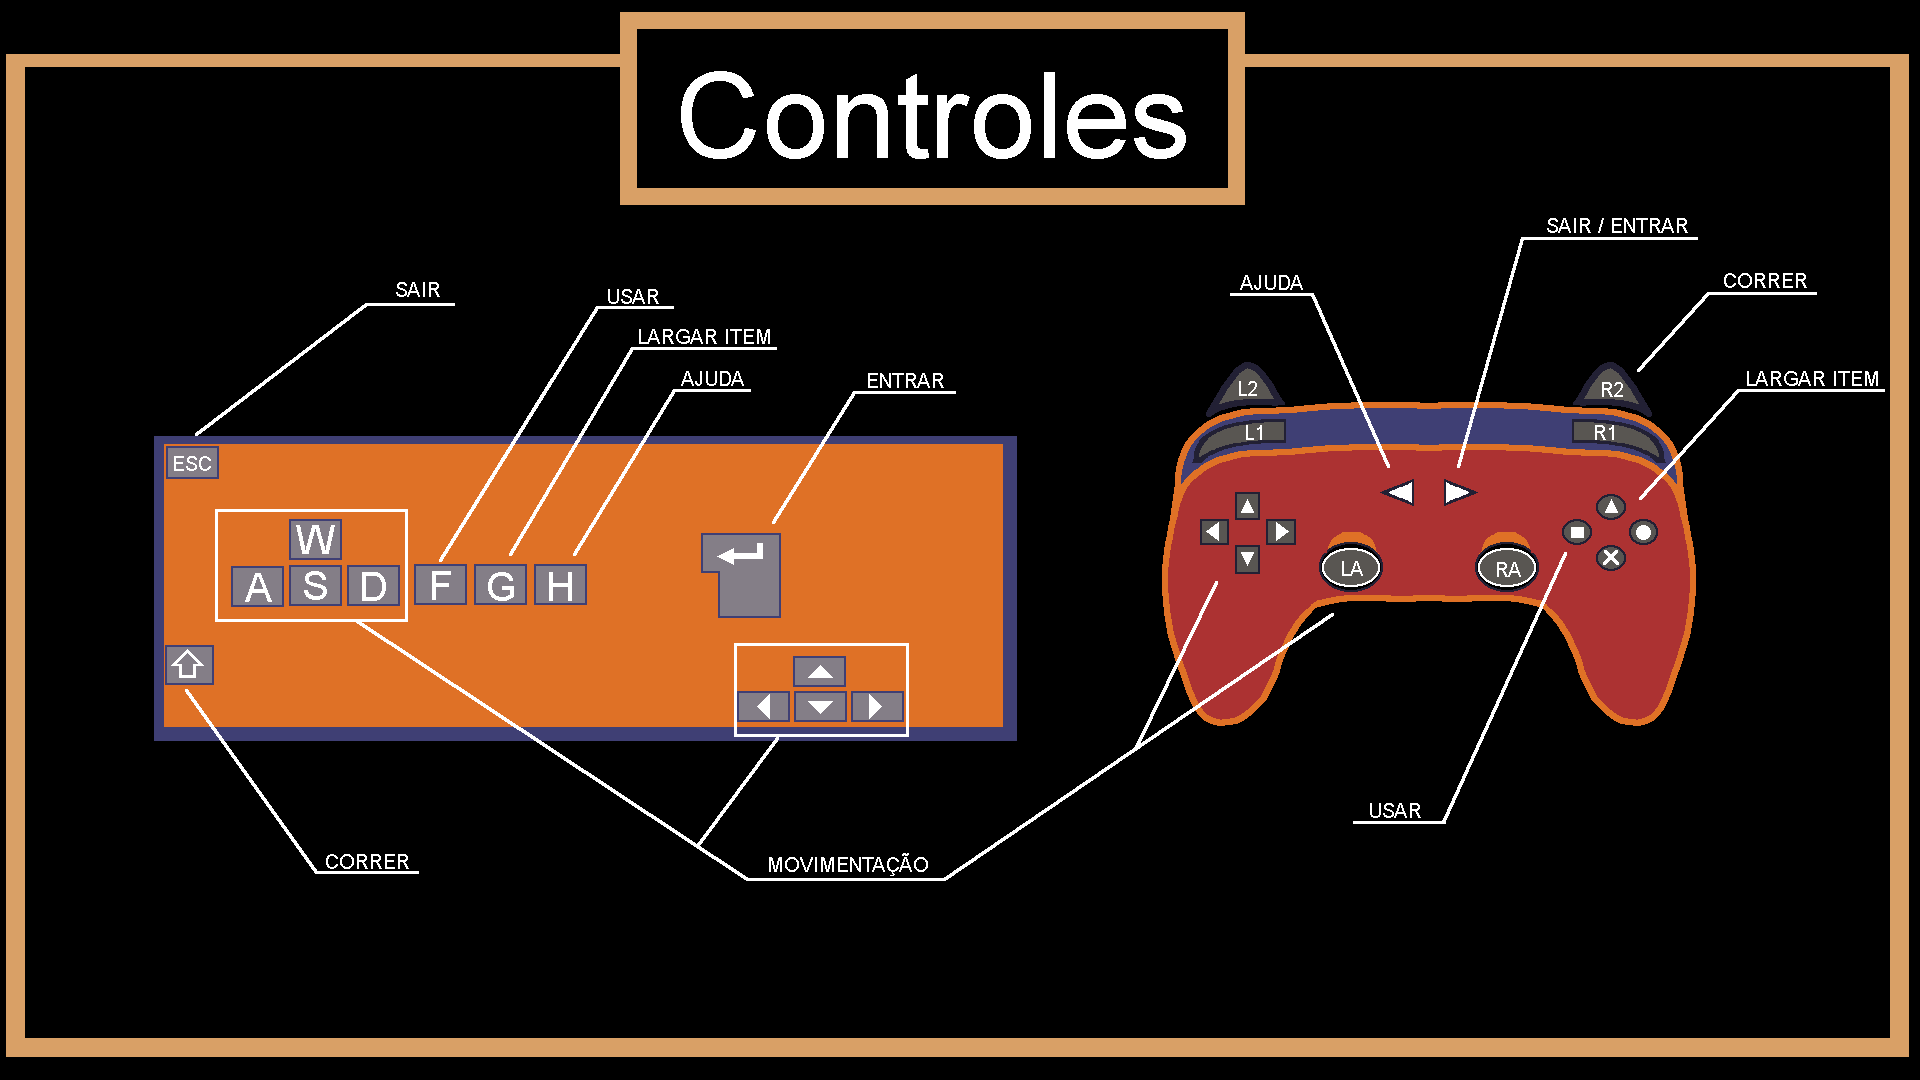 Controles
SAIR / ENTRAR
AJUDA
CORRER
SAIR
USAR
LARGAR ITEM
AJUDA
ENTRAR
LARGAR ITEM
L2
R2
L1
R1
ESC
W
A S D F G H
LA
RA
USAR
CORRER
MOVIMENTAÇÃO